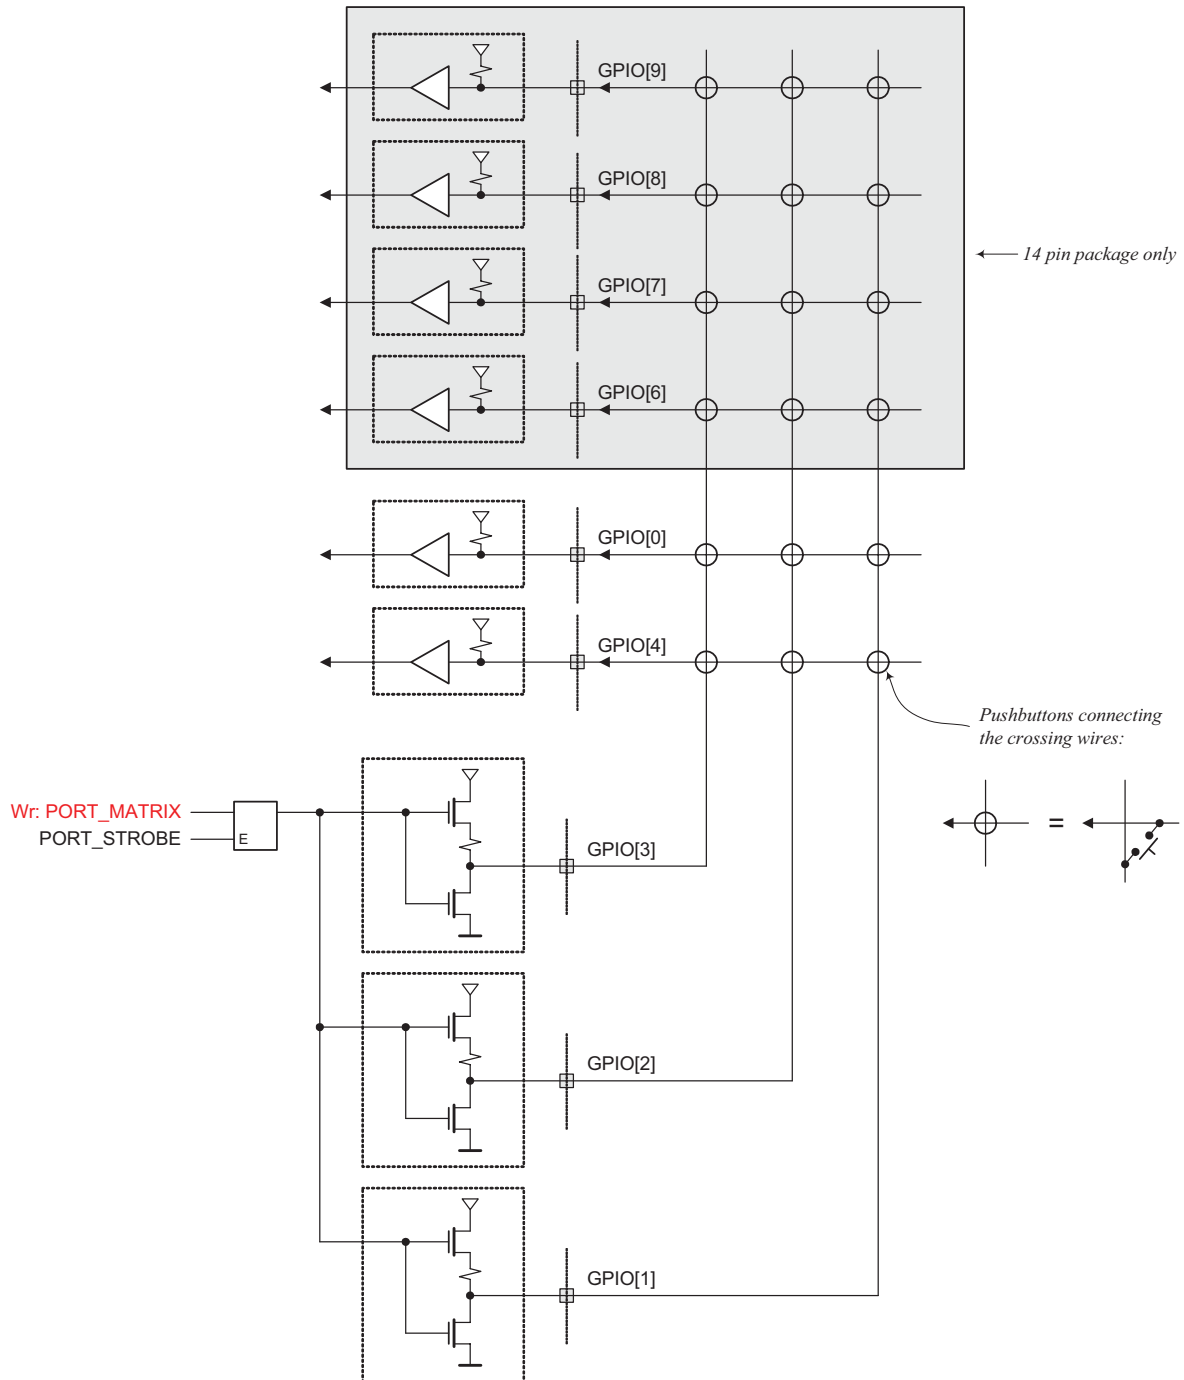 GPIO[9]
GPIO[8]
14 pin package only
GPIO[7]
GPIO[6]
GPIO[0]
GPIO[4]
Pushbuttons connecting
the crossing wires:
Wr: PORT_MATRIX
PORT_STROBE
E
=
GPIO[3]
GPIO[2]
GPIO[1]